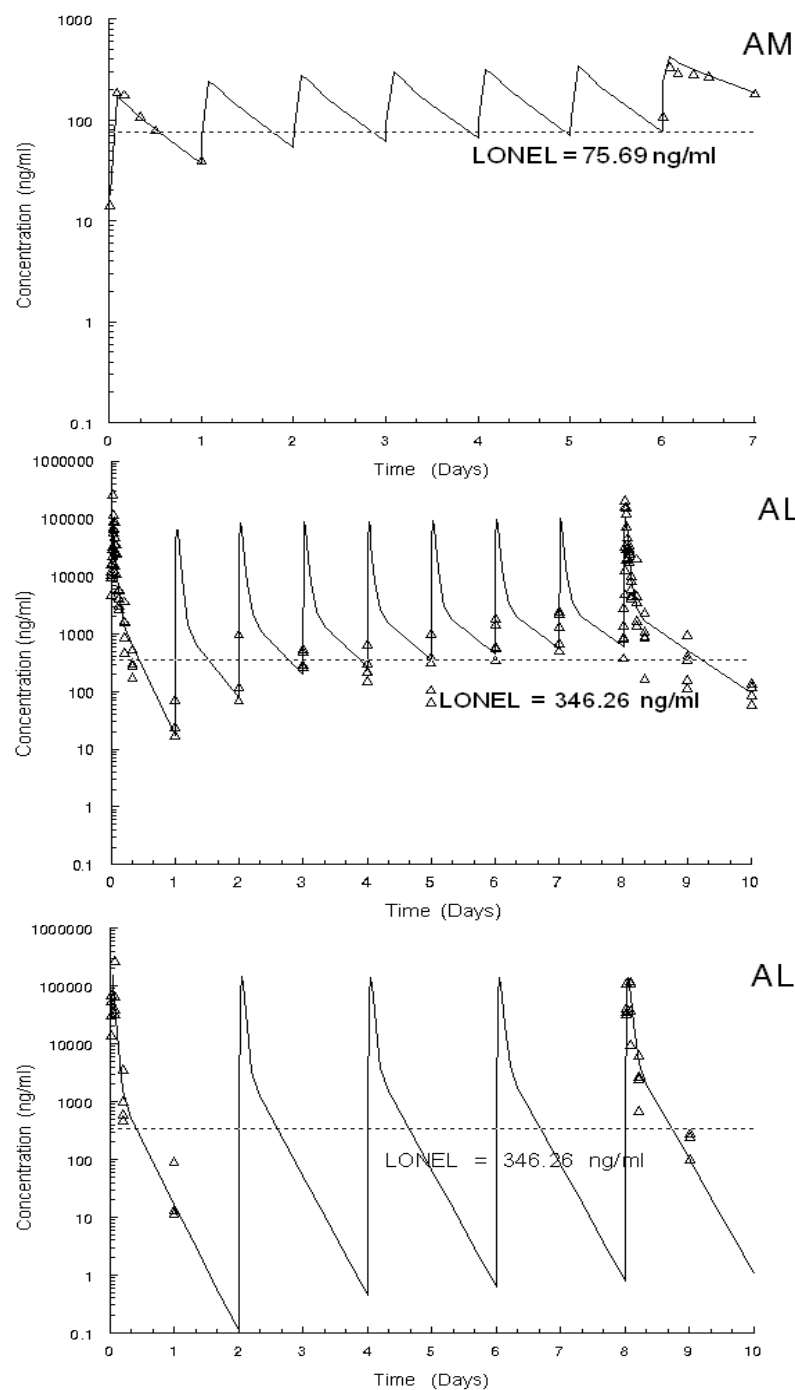 AM
1000
100
10
1
0.1
Concentration (ng/ml)
LONEL = 75.69 ng/ml
0 1 2 3 4 5 6 7
Time (Days)
AL
1000000
100000
10000
1000
100
10
1
0.1
Concentration (ng/ml)
LONEL = 346.26 ng/ml
0 1 2 3 4 5 6 7 8 9 10
Time (Days)
AL
1000000
100000
10000
1000
100
10
1
0.1
Concentration (ng/ml)
LONEL = 346.26 ng/ml
0 1 2 3 4 5 6 7 8 9 10
Time (Days)